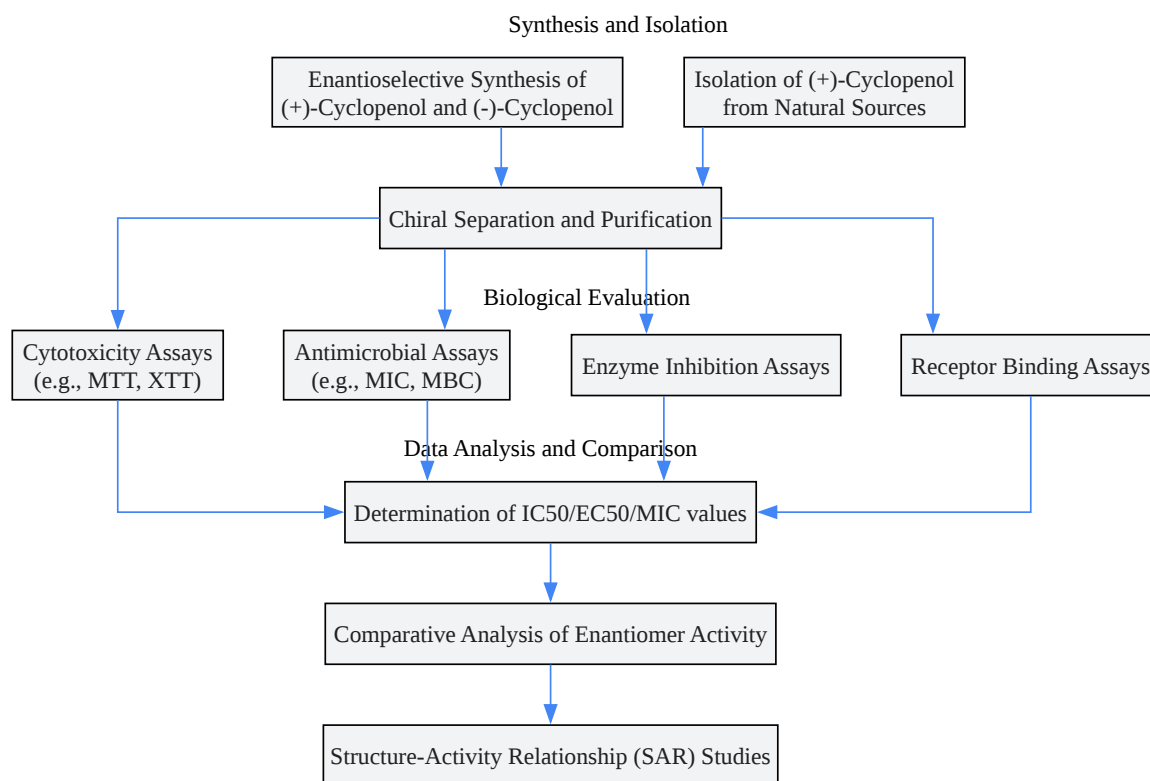 Synthesis and Isolation
Enantioselective Synthesis of
(+)-Cyclopenol and (-)-Cyclopenol
Isolation of (+)-Cyclopenol
from Natural Sources
Chiral Separation and Purification
Biological Evaluation
Cytotoxicity Assays
(e.g., MTT, XTT)
Antimicrobial Assays
(e.g., MIC, MBC)
Enzyme Inhibition Assays
Receptor Binding Assays
Data Analysis and Comparison
Determination of IC50/EC50/MIC values
Comparative Analysis of Enantiomer Activity
Structure-Activity Relationship (SAR) Studies